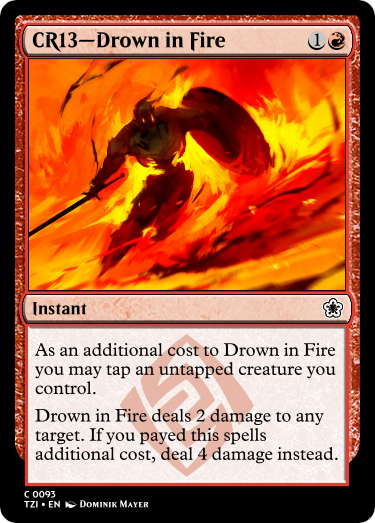 CR13—Drown in Fire 1
Instant
As an additional cost to Drown in Fire
you may tap an untapped creature you
control.
Drown in Fire deals 2 damage to any
target. If you payed this spells
additional cost, deal 4 damage instead.
C 0093
TZI • EN Dominik Mayer